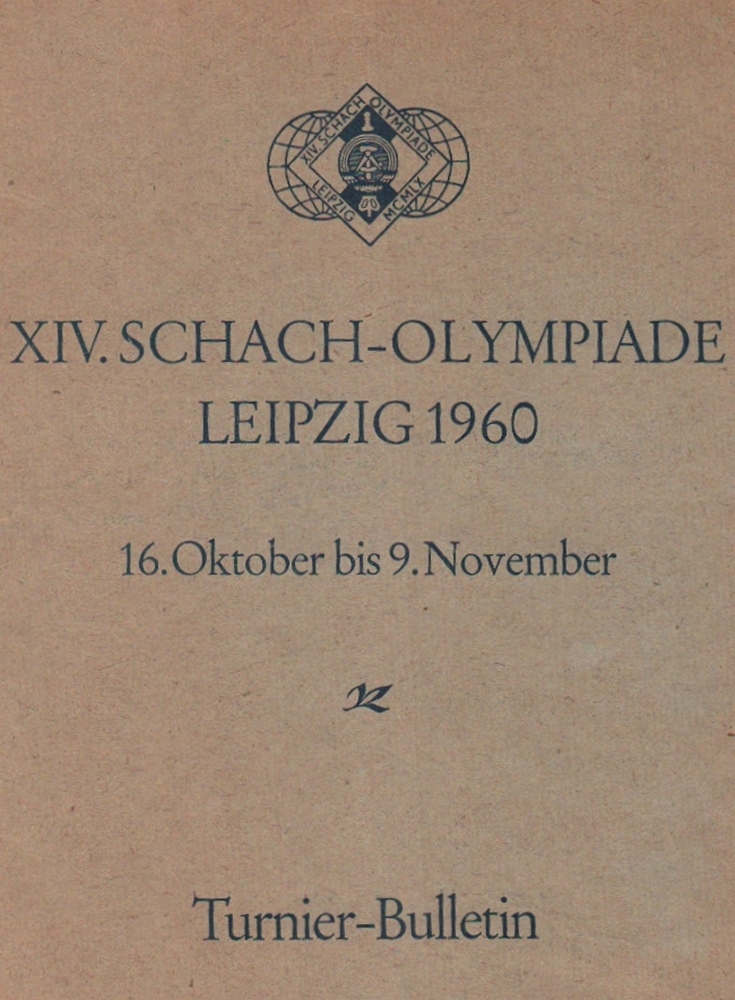 XIV. SCHACH OLYMPIADE
LEIPZIG MCMLX
XIV. SCHACH-OLYMPIADE
LEIPZIG 1960
16. Oktober bis 9. November
Turnier-Bulletin